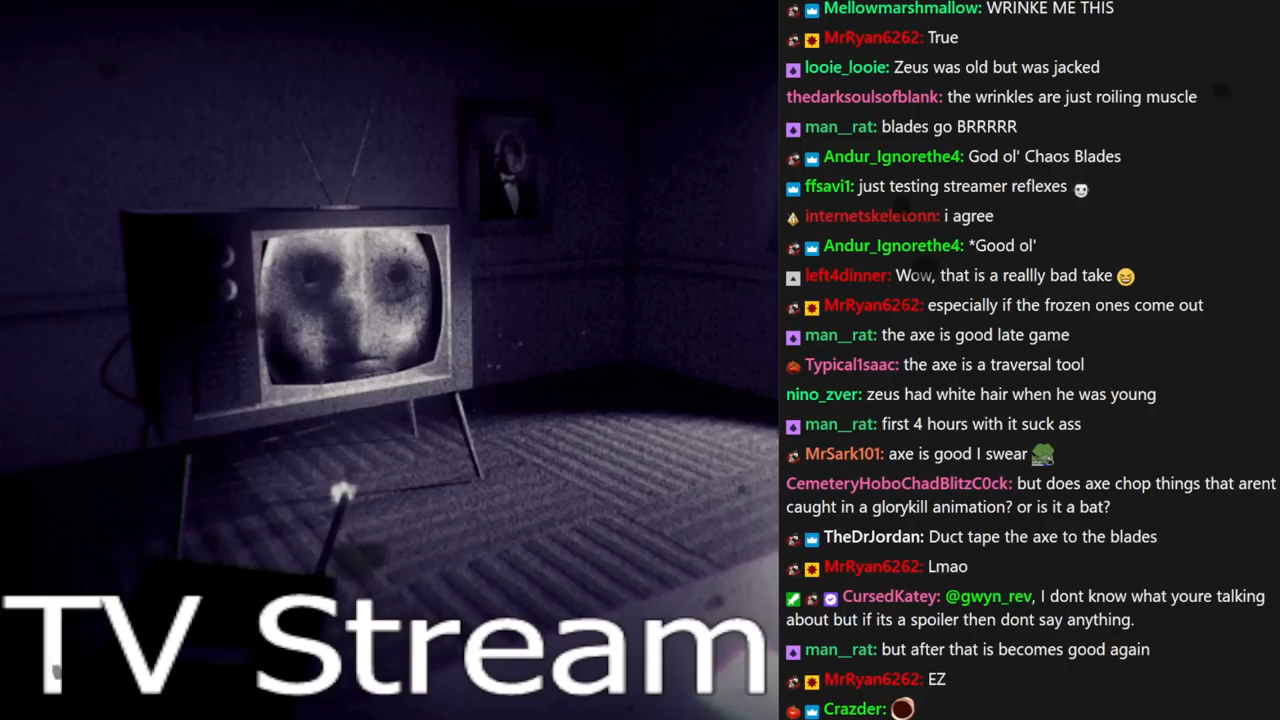 Mellowmarshmallow: WRINKE ME THIS
MrRyan6262: True
looie_looie: Zeus was old but was jacked
thedarksoulsofblank: the wrinkles are just roiling muscle
man__rat: blades go BRRRRR
Andur_Ignorethe4: God ol' Chaos Blades
ffsavi1: just testing streamer reflexes
internetskeletonn: i agree
Andur_Ignorethe4: *Good ol'
left4dinner: Wow, that is a reallly bad take 😄
MrRyan6262: especially if the frozen ones come out
man__rat: the axe is good late game
Typical1saac: the axe is a traversal tool
nino_zver: zeus had white hair when he was young
man__rat: first 4 hours with it suck ass
MrSark101: axe is good I swear
CemeteryHoboChadBlitzC0ck: but does axe chop things that arent
caught in a glorykill animation? or is it a bat?
TheDrJordan: Duct tape the axe to the blades
MrRyan6262: Lmao
CursedKatey: @gwyn_rev, I dont know what youre talking
about but if its a spoiler then dont say anything.
man__rat: but after that is becomes good again
MrRyan6262: EZ
Crazder:
TV Stream